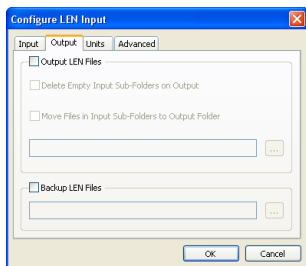 Configure LEN Input
Input Output Units Advanced
Output LEN Files
Delete Empty Input Sub-Folders on Output
Move Files in Input Sub-Folders to Output Folder
...
Backup LEN Files
...
OK Cancel